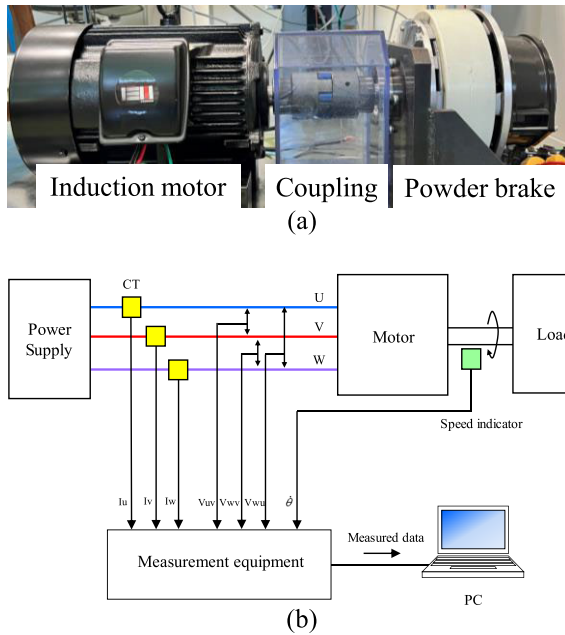 Induction motor
Coupling
Powder brake
(a)
CT
U
V
W
Power
Supply
Motor
Load
Speed indicator
Iu
Iv
Iw
Vuv
Vwv
Vwu
θ̇
Measurement equipment
Measured data
PC
(b)